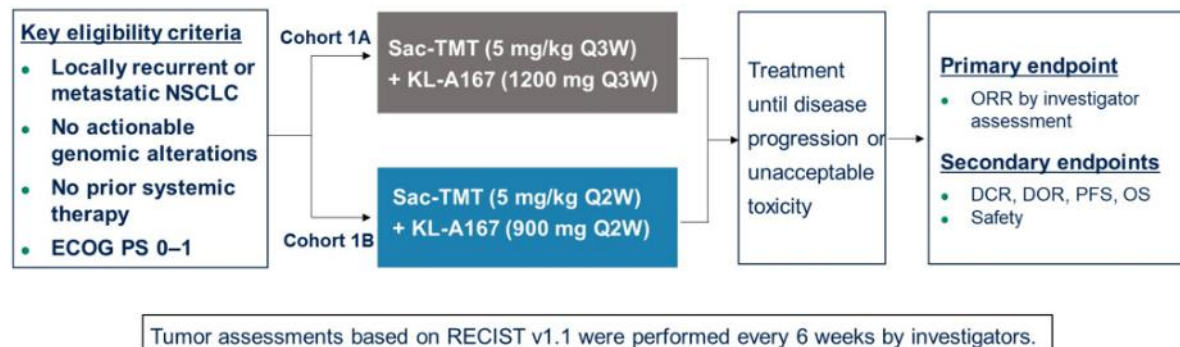 Key eligibility criteria
• Locally recurrent or
metastatic NSCLC
• No actionable
genomic alterations
• No prior systemic
therapy
• ECOG PS 0–1
Cohort 1A
Sac-TMT (5 mg/kg Q3W)
+ KL-A167 (1200 mg Q3W)
Cohort 1B
Sac-TMT (5 mg/kg Q2W)
+ KL-A167 (900 mg Q2W)
Treatment
until disease
progression or
unacceptable
toxicity
Primary endpoint
• ORR by investigator
assessment
Secondary endpoints
• DCR, DOR, PFS, OS
• Safety
Tumor assessments based on RECIST v1.1 were performed every 6 weeks by investigators.